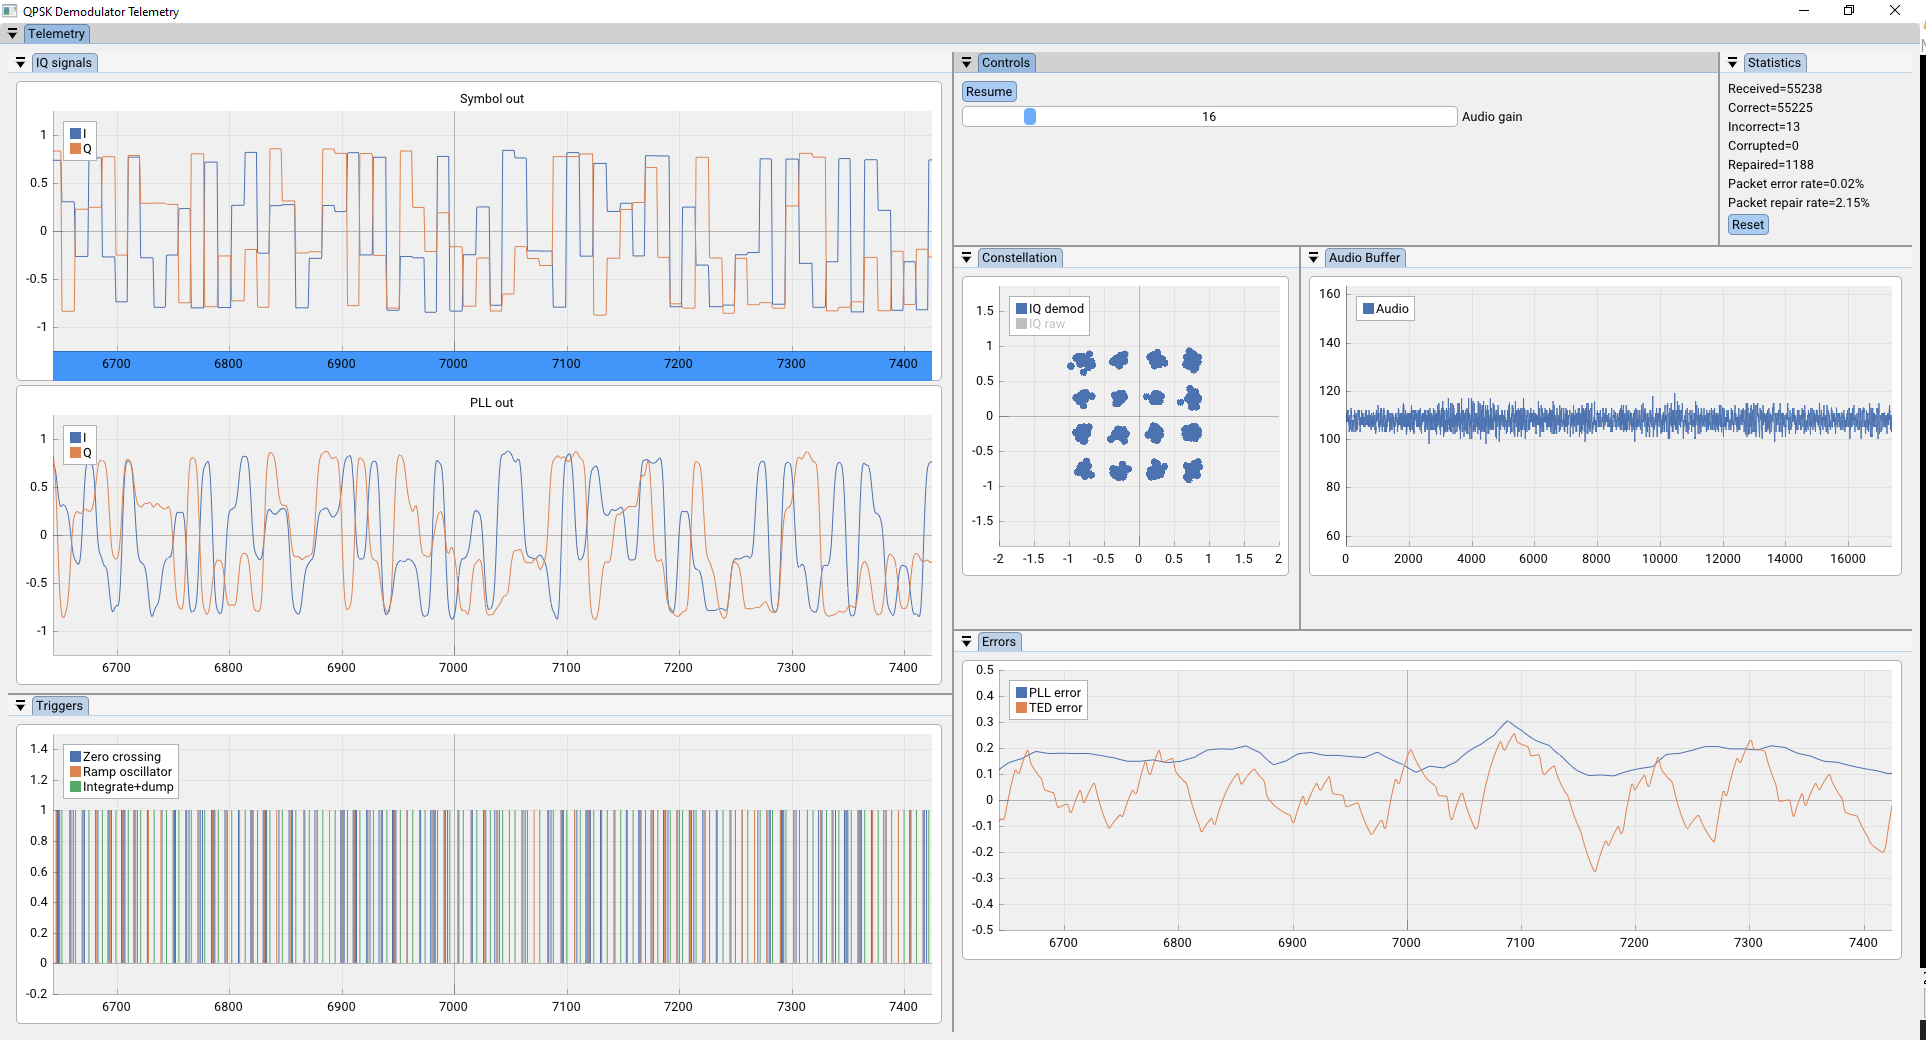 QPSK Demodulator Telemetry
Telemetry
IQ signals
Symbol out
I
Q
1
0.5
0
-0.5
-1
6700 6800 6900 7000 7100 7200 7300 7400
PLL out
I
Q
1
0.5
0
-0.5
-1
6700 6800 6900 7000 7100 7200 7300 7400
Triggers
Zero crossing
Ramp oscillator
Integrate+dump
1.4
1.2
1
0.8
0.6
0.4
0.2
0
-0.2
6700 6800 6900 7000 7100 7200 7300 7400
Controls
Resume
16 Audio gain
Statistics
Received=55238
Correct=55225
Incorrect=13
Corrupted=0
Repaired=1188
Packet error rate=0.02%
Packet repair rate=2.15%
Reset
Constellation
IQ demod
IQ raw
1.5
1
0.5
0
-0.5
-1
-1.5
-2 -1.5 -1 -0.5 0 0.5 1 1.5 2
Audio Buffer
Audio
160
140
120
100
80
60
0 2000 4000 6000 8000 10000 12000 14000 16000
Errors
PLL error
TED error
0.5
0.4
0.3
0.2
0.1
0
-0.1
-0.2
-0.3
-0.4
-0.5
6700 6800 6900 7000 7100 7200 7300 7400